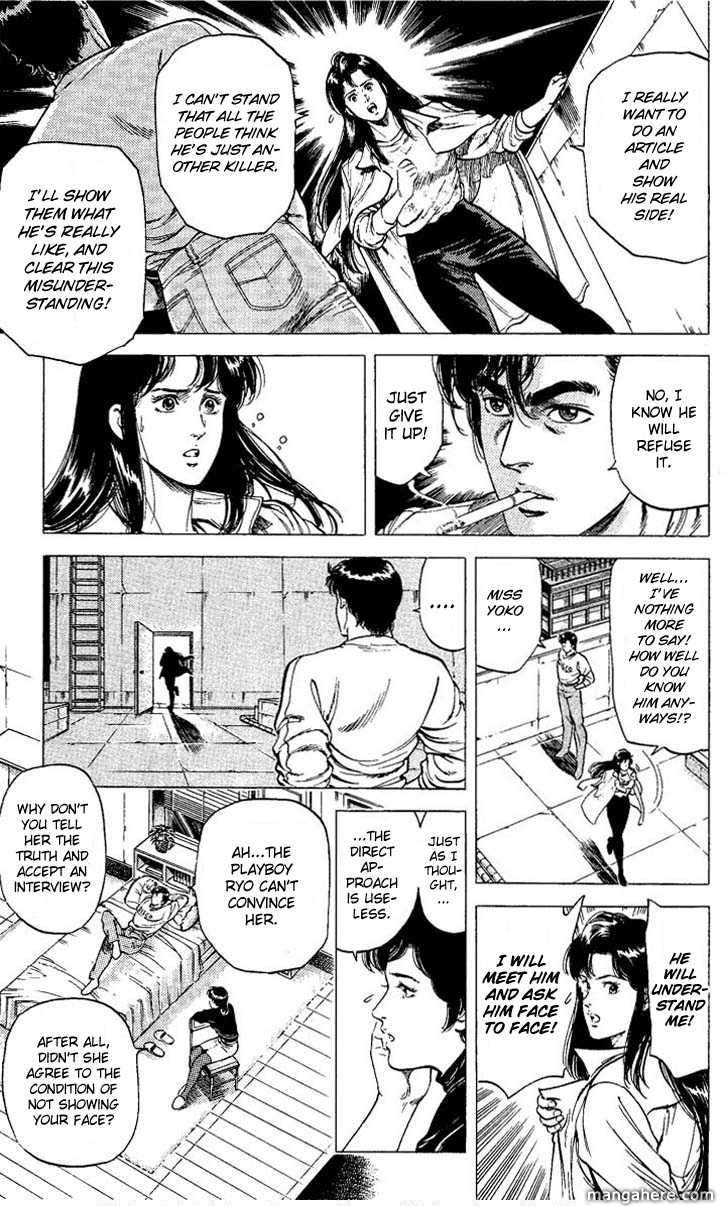 I REALLY
WANT TO
DO AN
ARTICLE
AND
SHOW
HIS REAL
SIDE!
I CAN'T STAND
THAT ALL THE
PEOPLE THINK
HE'S JUST AN-
OTHER KILLER.
I'LL SHOW
THEM WHAT
HE'S REALLY
LIKE, AND
CLEAR THIS
MISUNDER-
STANDING!
NO, I
KNOW HE
WILL
REFUSE
IT.
JUST
GIVE
IT UP!
WELL...
I'VE
NOTHING
MORE
TO SAY!
HOW WELL
DO YOU
KNOW
HIM ANY-
WAYS!?
MISS
YOKO
...
....
HE
WILL
UNDER-
STAND
ME!
I WILL
MEET HIM
AND ASK
HIM FACE
TO FACE!
JUST
AS I
THOU-
GHT,
...
...THE
DIRECT
AP-
PROACH
IS USE-
LESS.
AH...THE
PLAYBOY
RYO CAN'T
CONVINCE
HER.
WHY DON'T
YOU TELL
HER THE
TRUTH AND
ACCEPT AN
INTERVIEW?
AFTER ALL,
DIDN'T SHE
AGREE TO THE
CONDITION OF
NOT SHOWING
YOUR FACE?
mangahere.com